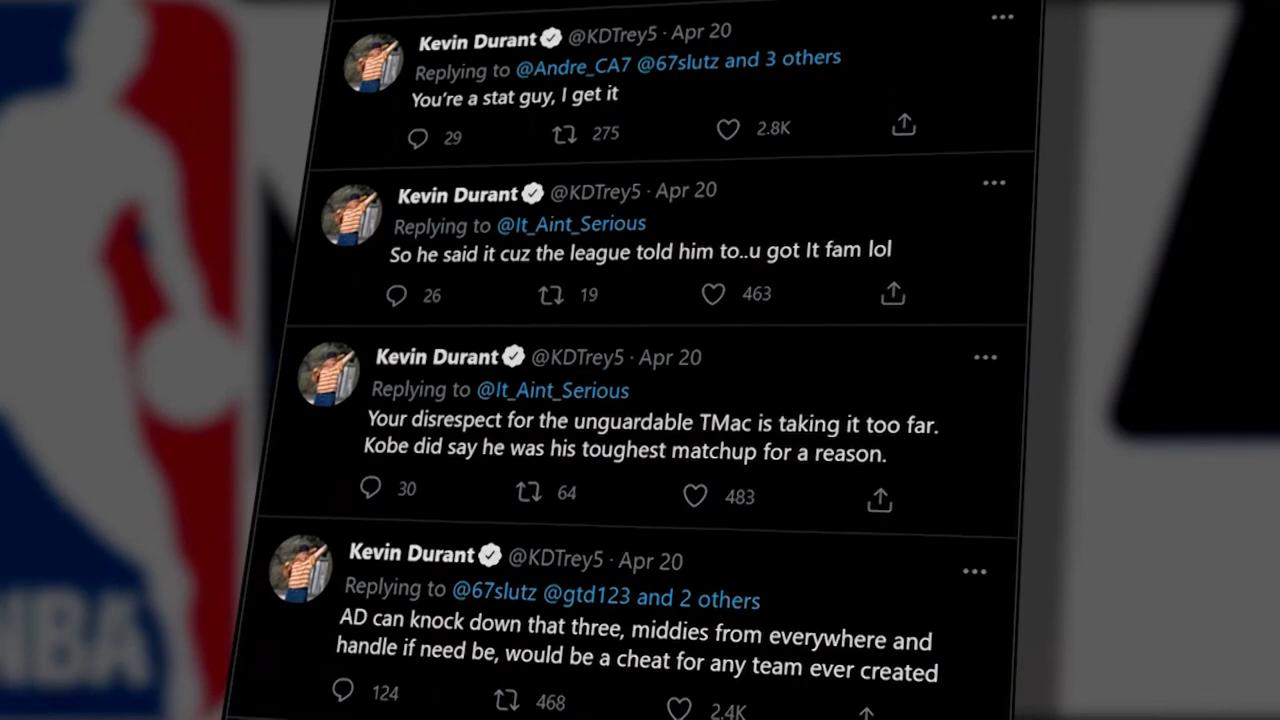 Kevin Durant @KDTrey5 · Apr 20
Replying to @Andre_CA7 @67slutz and 3 others
You're a stat guy, I get it
29 275 2.8K
Kevin Durant @KDTrey5 · Apr 20
Replying to @It_Aint_Serious
So he said it cuz the league told him to..u got It fam lol
26 19 463
Kevin Durant @KDTrey5 · Apr 20
Replying to @It_Aint_Serious
Your disrespect for the unguardable TMac is taking it too far.
Kobe did say he was his toughest matchup for a reason.
30 64 483
Kevin Durant @KDTrey5 · Apr 20
Replying to @67slutz @gtd123 and 2 others
AD can knock down that three, middies from everywhere and
handle if need be, would be a cheat for any team ever created
124 468 2.4K
NBA